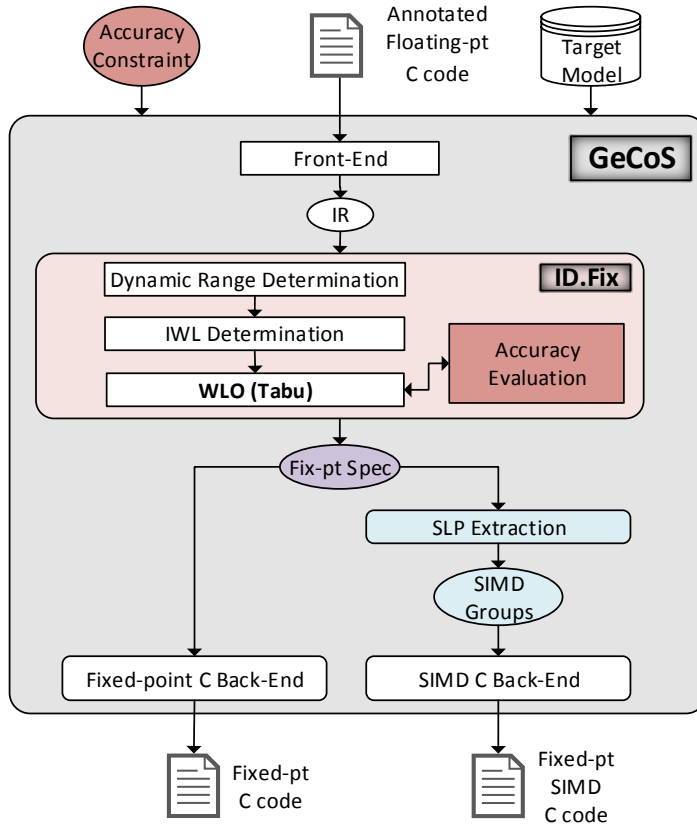 Accuracy
Constraint
Annotated
Floating-pt
C code
Target
Model
GeCoS
Front-End
IR
ID.Fix
Dynamic Range Determination
IWL Determination
WLO (Tabu)
Accuracy
Evaluation
Fix-pt Spec
SLP Extraction
SIMD
Groups
Fixed-point C Back-End
SIMD C Back-End
Fixed-pt
C code
Fixed-pt
SIMD
C code